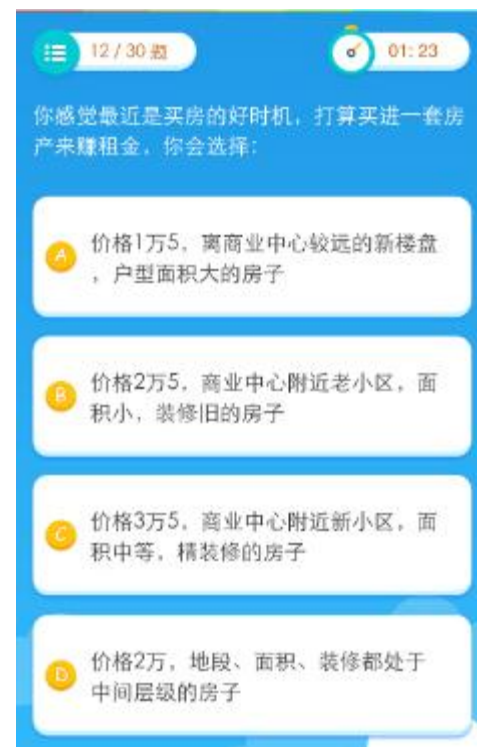 12/30 题
01:23
你感觉最近是买房的好时机，打算买进一套房
产来赚租金，你会选择：
A
价格1万5，离商业中心较远的新楼盘
，户型面积大的房子
B
价格2万5，商业中心附近老小区，面
积小，装修旧的房子
C
价格3万5，商业中心附近新小区，面
积中等，精装修的房子
D
价格2万，地段、面积、装修都处于
中间层级的房子